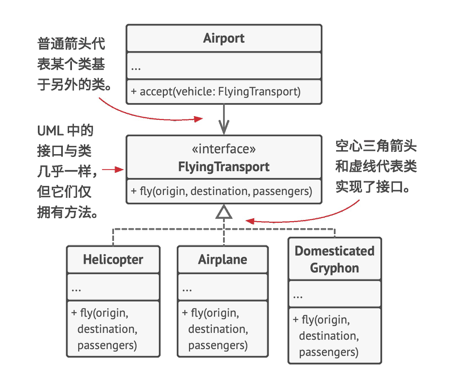 普通箭头代
表某个类基
于另外的类。
Airport
...
+ accept(vehicle: FlyingTransport)
UML 中的
接口与类
几乎一样，
但它们仅
拥有方法。
«interface»
FlyingTransport
+ fly(origin, destination, passengers)
空心三角箭头
和虚线代表类
实现了接口。
Helicopter
...
+ fly(origin,
destination,
passengers)
Airplane
...
+ fly(origin,
destination,
passengers)
Domesticated
Gryphon
...
+ fly(origin,
destination,
passengers)